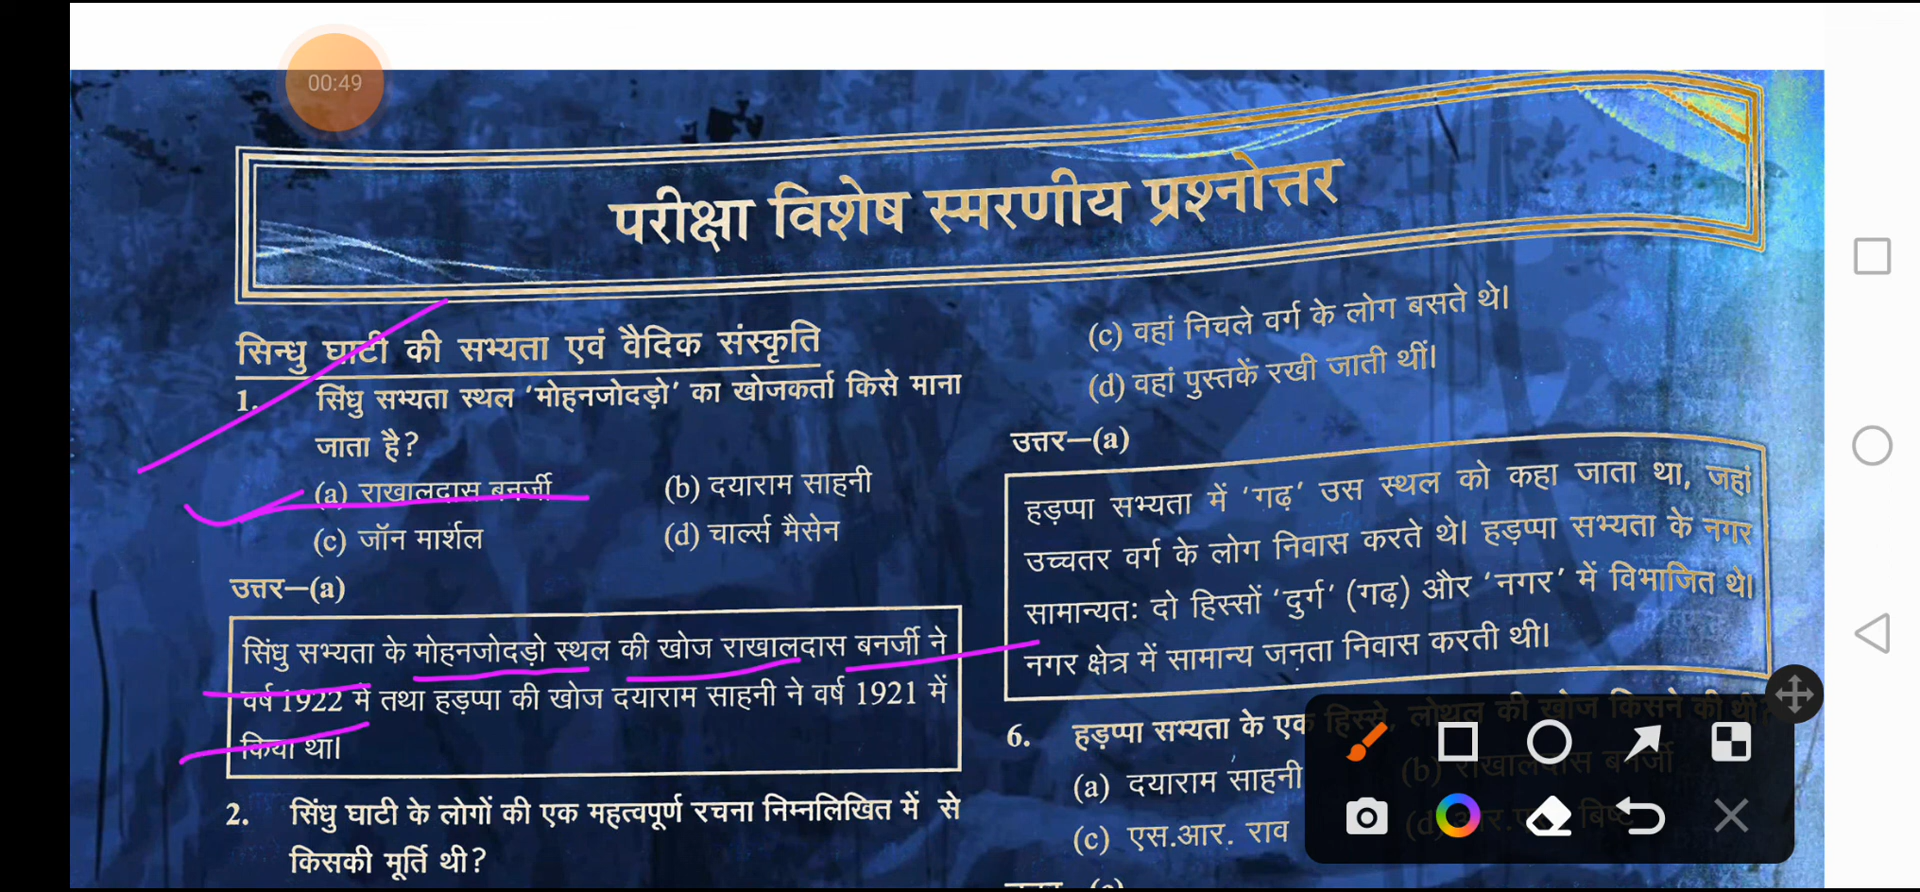 00:49
परीक्षा विशेष स्मरणीय प्रश्नोत्तर
सिन्धु घाटी की सभ्यता एवं वैदिक संस्कृति
1. सिंधु सभ्यता स्थल ‘मोहनजोदड़ो’ का खोजकर्ता किसे माना
जाता है?
(a) राखालदास बनर्जी (b) दयाराम साहनी
(c) जॉन मार्शल (d) चार्ल्स मैसेन
उत्तर—(a)
सिंधु सभ्यता के मोहनजोदड़ो स्थल की खोज राखालदास बनर्जी ने
वर्ष 1922 में तथा हड़प्पा की खोज दयाराम साहनी ने वर्ष 1921 में
किया था।
2. सिंधु घाटी के लोगों की एक महत्वपूर्ण रचना निम्नलिखित में से
किसकी मूर्ति थी?
(c) वहां निचले वर्ग के लोग बसते थे।
(d) वहां पुस्तकें रखी जाती थीं।
उत्तर—(a)
हड़प्पा सभ्यता में ‘गढ़’ उस स्थल को कहा जाता था, जहां
उच्चतर वर्ग के लोग निवास करते थे। हड़प्पा सभ्यता के नगर
सामान्यत: दो हिस्सों ‘दुर्ग’ (गढ़) और ‘नगर’ में विभाजित थे।
नगर क्षेत्र में सामान्य जनता निवास करती थी।
6. हड़प्पा सभ्यता के एक हिस्से, लोथल की खोज किसने की थी?
(a) दयाराम साहनी (b) राखालदास बनर्जी
(c) एस.आर. राव (d)